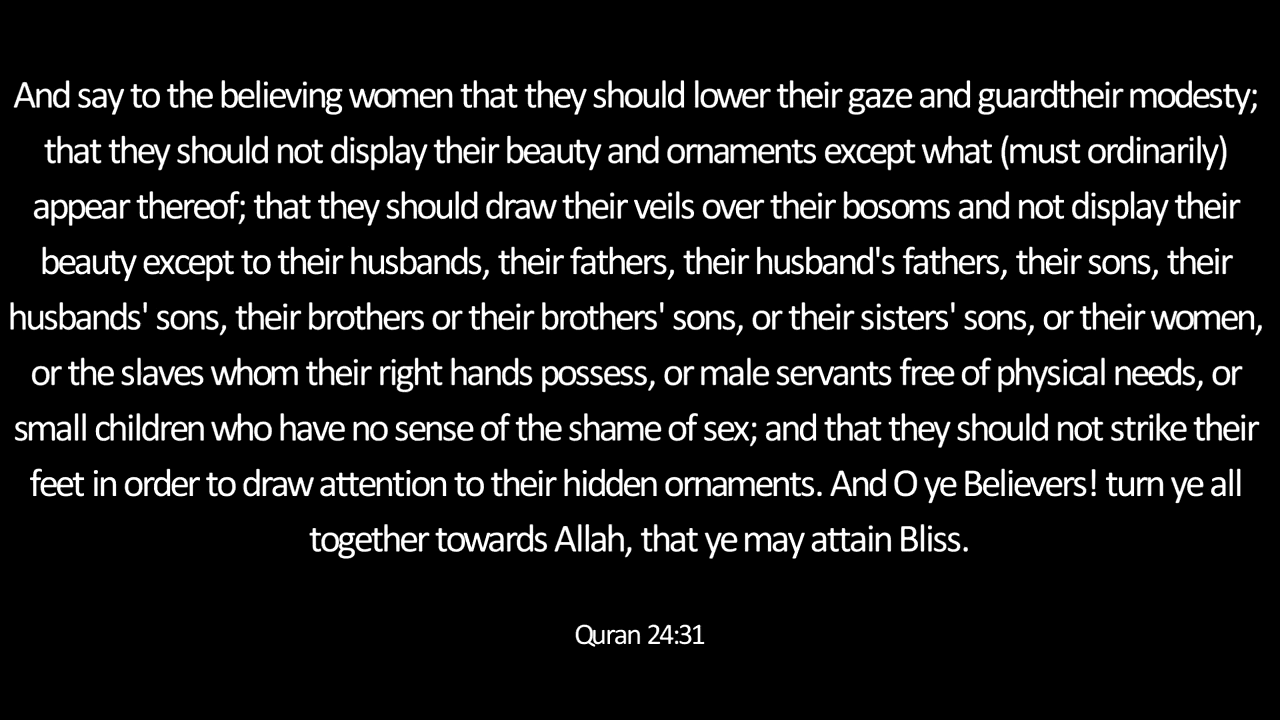 And say to the believing women that they should lower their gaze and guardtheir modesty;
that they should not display their beauty and ornaments except what (must ordinarily)
appear thereof; that they should draw their veils over their bosoms and not display their
beauty except to their husbands, their fathers, their husband's fathers, their sons, their
husbands' sons, their brothers or their brothers' sons, or their sisters' sons, or their women,
or the slaves whom their right hands possess, or male servants free of physical needs, or
small children who have no sense of the shame of sex; and that they should not strike their
feet in order to draw attention to their hidden ornaments. And O ye Believers! turn ye all
together towards Allah, that ye may attain Bliss.
Quran 24:31